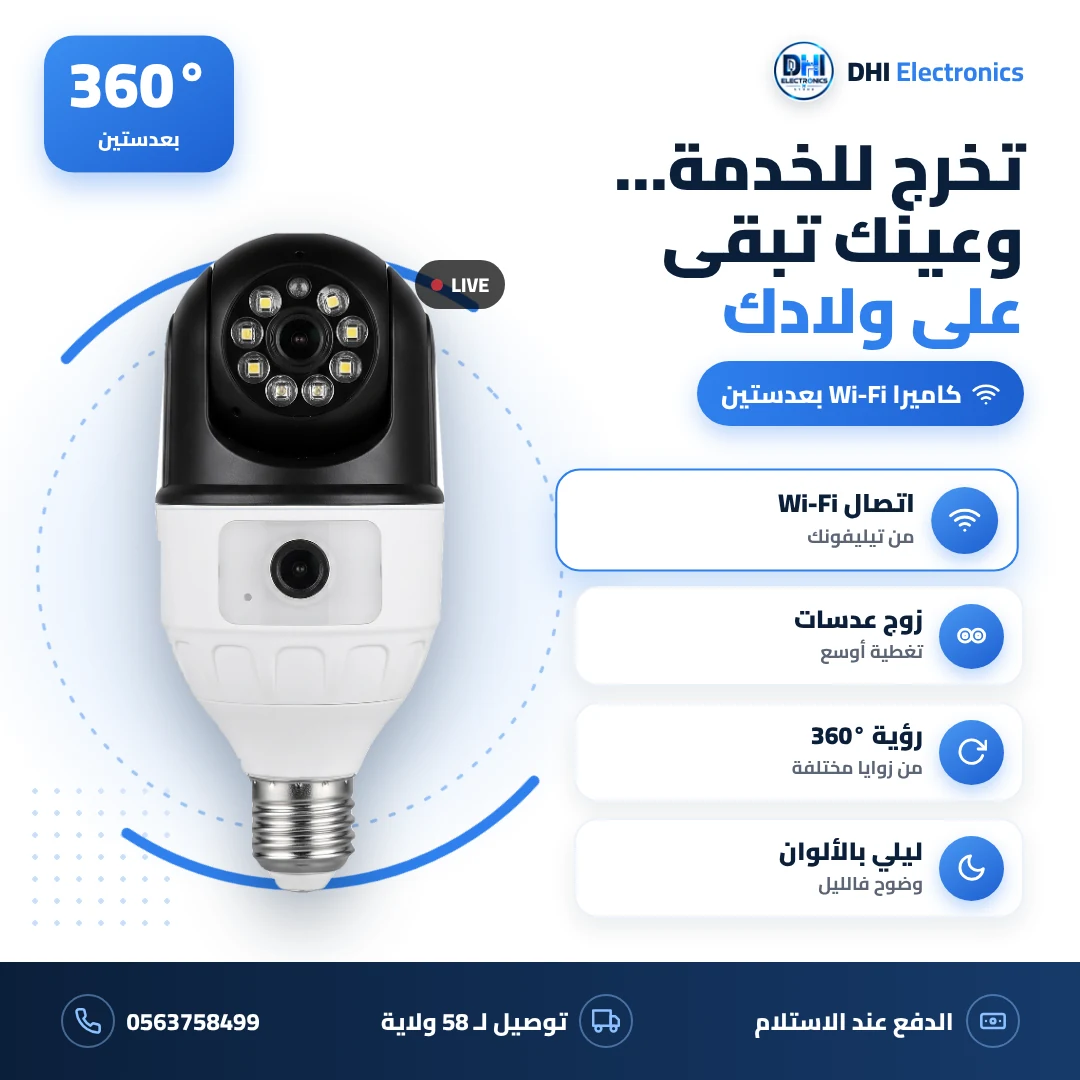 360°
بعدستين
DHI
ELECTRONICS
DHI Electronics
تخرج للخدمة...
وعينك تبقى
على ولادك
كاميرا Wi-Fi بعدستين
LIVE
اتصال Wi-Fi
من تيليفونك
زوج عدسات
تغطية أوسع
رؤية 360°
من زوايا مختلفة
ليلي بالألوان
وضوح فالليل
الدفع عند الاستلام
توصيل لـ 58 ولاية
0563758499